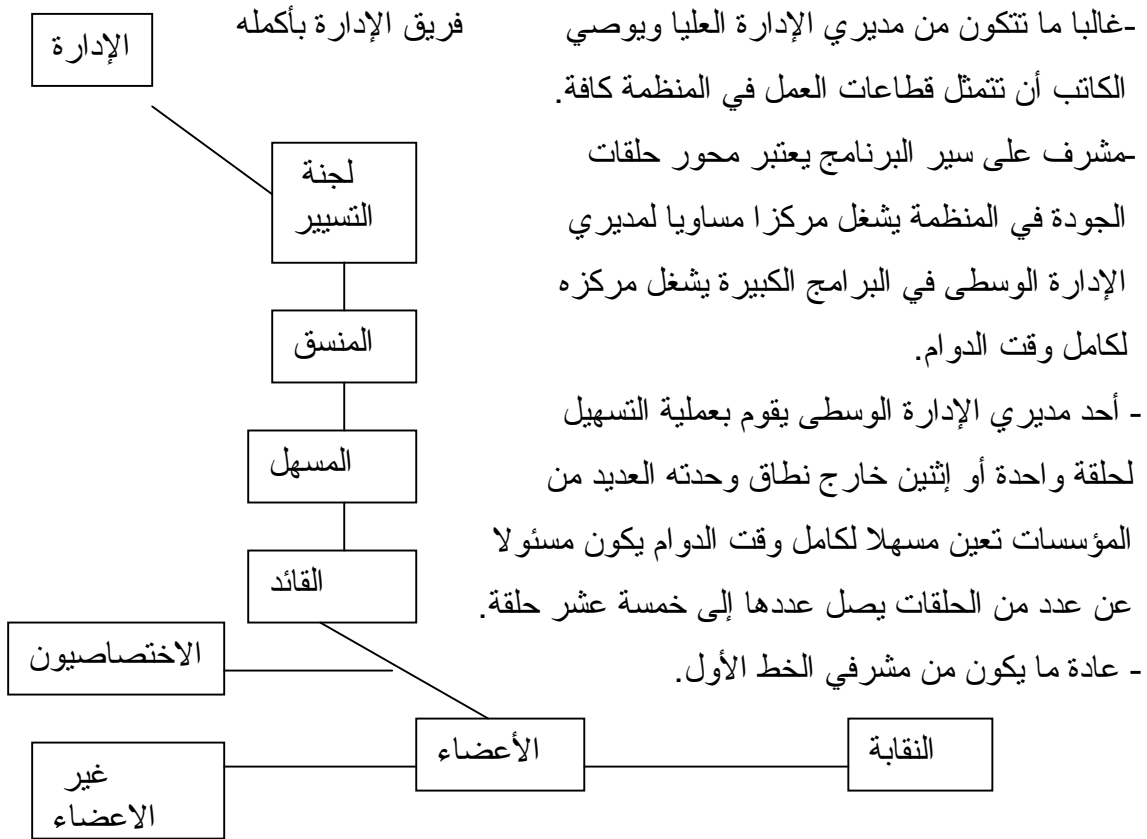 الإدارة
فريق الإدارة بأكمله
-غالبا ما تتكون من مديري الإدارة العليا ويوصي
الكاتب أن تتمثل قطاعات العمل في المنظمة كافة.
لجنة
التسيير
-مشرف على سير البرنامج يعتبر محور حلقات
الجودة في المنظمة يشغل مركزا مساويا لمديري
الإدارة الوسطى في البرامج الكبيرة يشغل مركزه
لكامل وقت الدوام.
المنسق
- أحد مديري الإدارة الوسطى يقوم بعملية التسهيل
لحلقة واحدة أو إثنين خارج نطاق وحدته العديد من
المؤسسات تعين مسهلا لكامل وقت الدوام يكون مسئولا
عن عدد من الحلقات يصل عددها إلى خمسة عشر حلقة.
المسهل
القائد
- عادة ما يكون من مشرفي الخط الأول.
الاختصاصيون
النقابة
الأعضاء
غير
الاعضاء